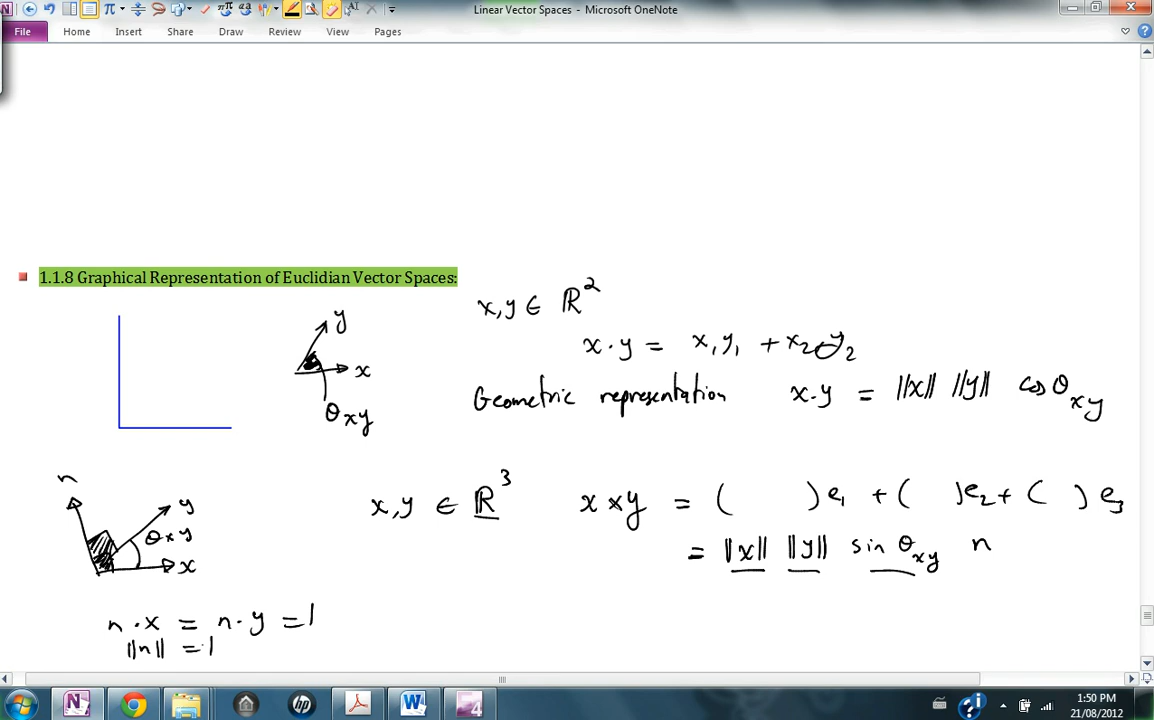 Linear Vector Spaces - Microsoft OneNote
File Home Insert Share Draw Review View Pages
1.1.8 Graphical Representation of Euclidian Vector Spaces:
x,y ∈ ℝ²
y
x · y = x₁y₁ + x₂y₂
x
Geometric representation x·y = ||x|| ||y|| cos θxy
θxy
n
x,y ∈ ℝ³ x × y = ( )e₁ + ( )e₂ + ( ) e₃
y
θxy
x
= ||x|| ||y|| sin θxy n
n · x = n · y = 1
||n|| = 1
1:50 PM
21/08/2012